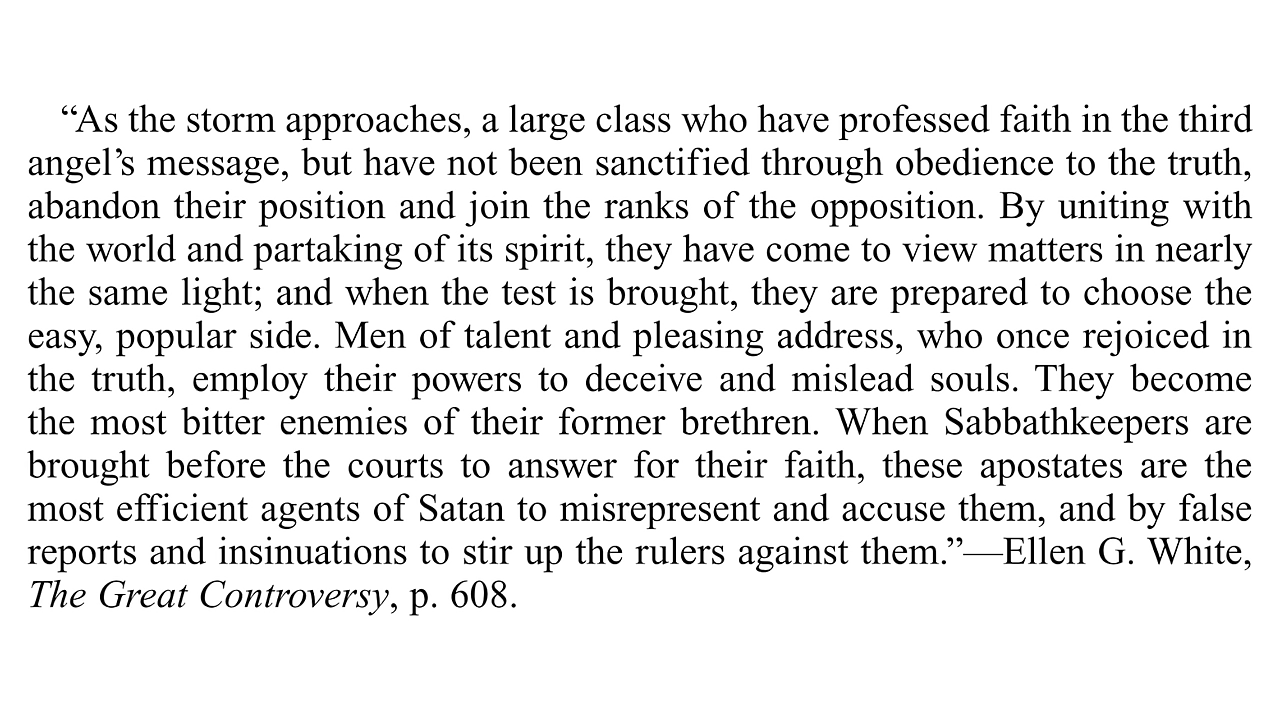 “As the storm approaches, a large class who have professed faith in the third
angel’s message, but have not been sanctified through obedience to the truth,
abandon their position and join the ranks of the opposition. By uniting with
the world and partaking of its spirit, they have come to view matters in nearly
the same light; and when the test is brought, they are prepared to choose the
easy, popular side. Men of talent and pleasing address, who once rejoiced in
the truth, employ their powers to deceive and mislead souls. They become
the most bitter enemies of their former brethren. When Sabbathkeepers are
brought before the courts to answer for their faith, these apostates are the
most efficient agents of Satan to misrepresent and accuse them, and by false
reports and insinuations to stir up the rulers against them.”—Ellen G. White,
The Great Controversy, p. 608.